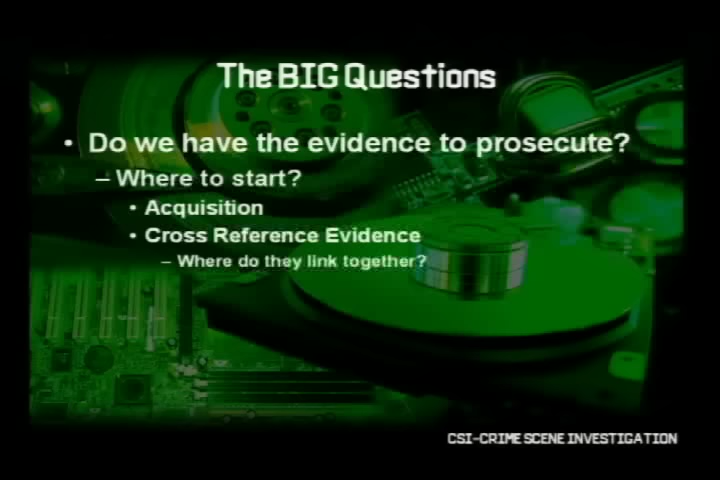 The BIG Questions
• Do we have the evidence to prosecute?
– Where to start?
• Acquisition
• Cross Reference Evidence
– Where do they link together?
CSI-CRIME SCENE INVESTIGATION